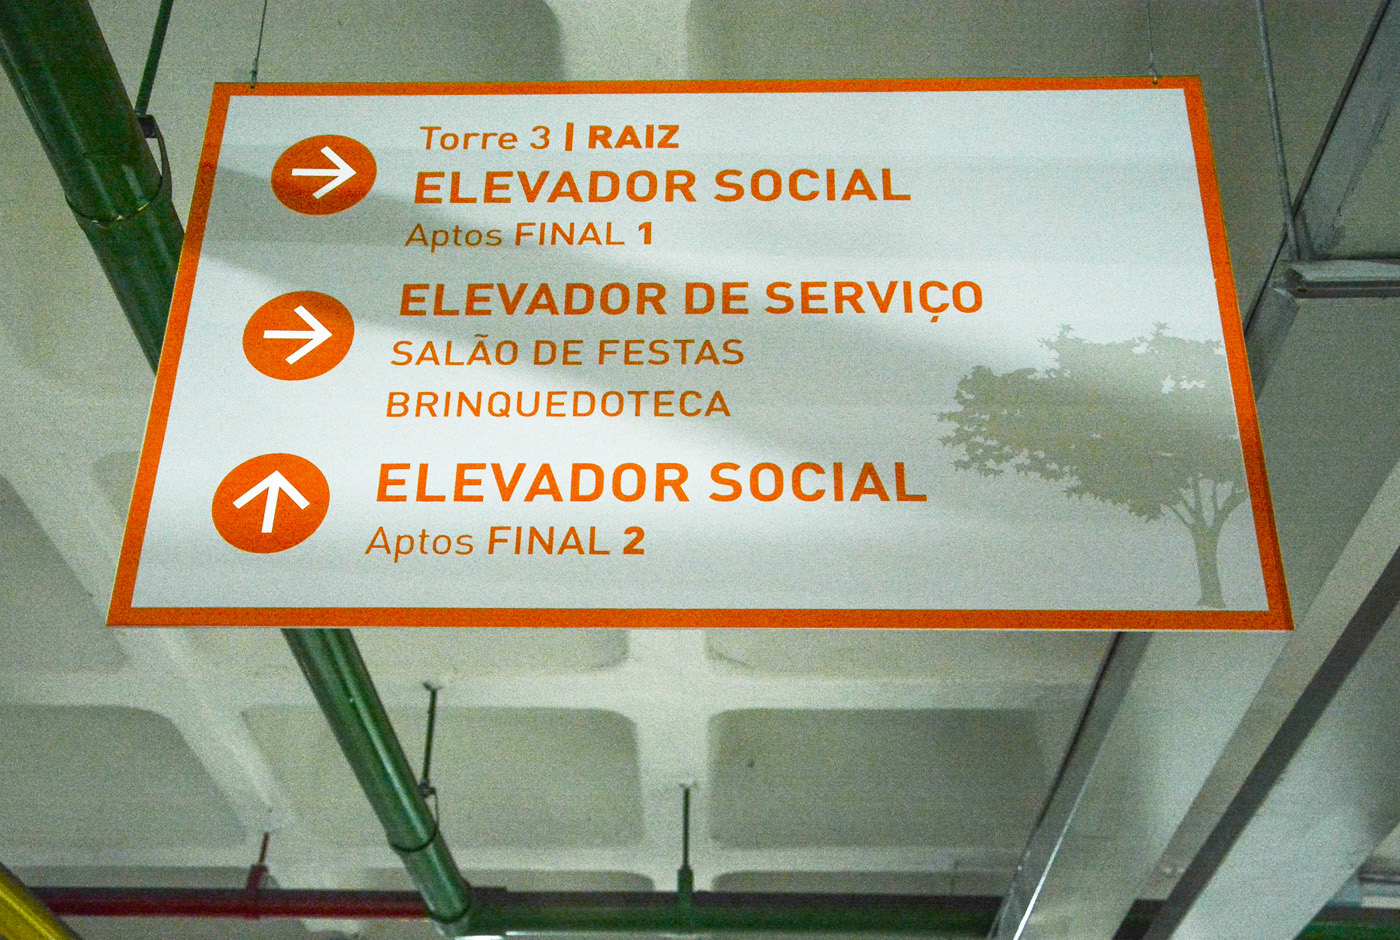 Torre 3 | RAIZ
ELEVADOR SOCIAL
Aptos FINAL 1
ELEVADOR DE SERVIÇO
SALÃO DE FESTAS
BRINQUEDOTECA
ELEVADOR SOCIAL
Aptos FINAL 2